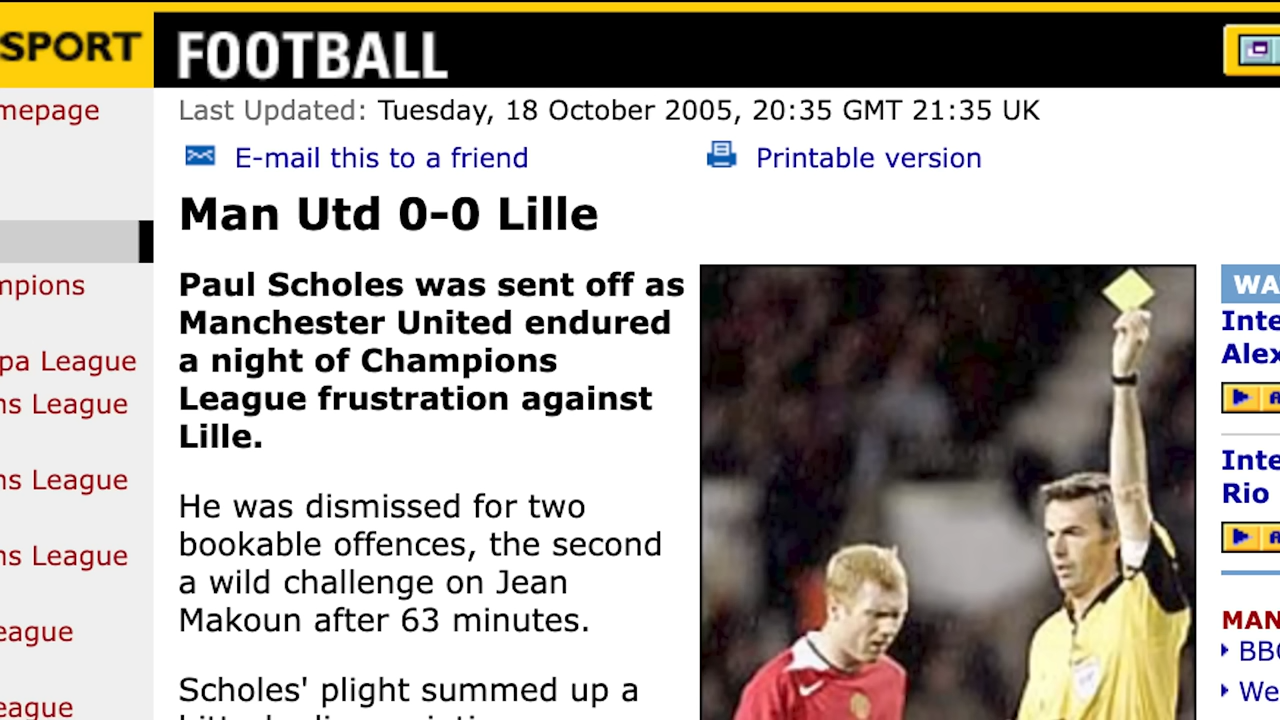 SPORT
FOOTBALL
mepage
Last Updated: Tuesday, 18 October 2005, 20:35 GMT 21:35 UK
E-mail this to a friend
Printable version
Man Utd 0-0 Lille
mpions
pa League
ns League
ns League
ns League
eague
eague
Paul Scholes was sent off as
Manchester United endured
a night of Champions
League frustration against
Lille.
He was dismissed for two
bookable offences, the second
a wild challenge on Jean
Makoun after 63 minutes.
Scholes' plight summed up a
WA
Inte
Alex
Inte
Rio
MAN
BBC
We